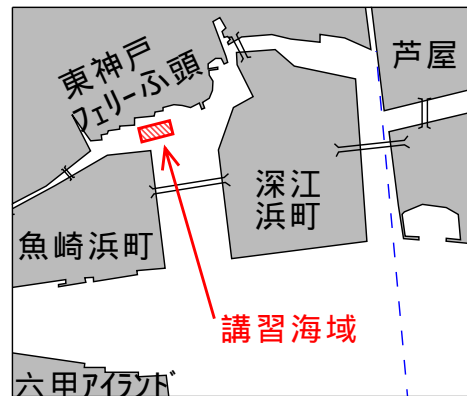 東神戸
フェリーふ頭
芦屋
深江
浜町
魚崎浜町
講習海域
六甲アイランド